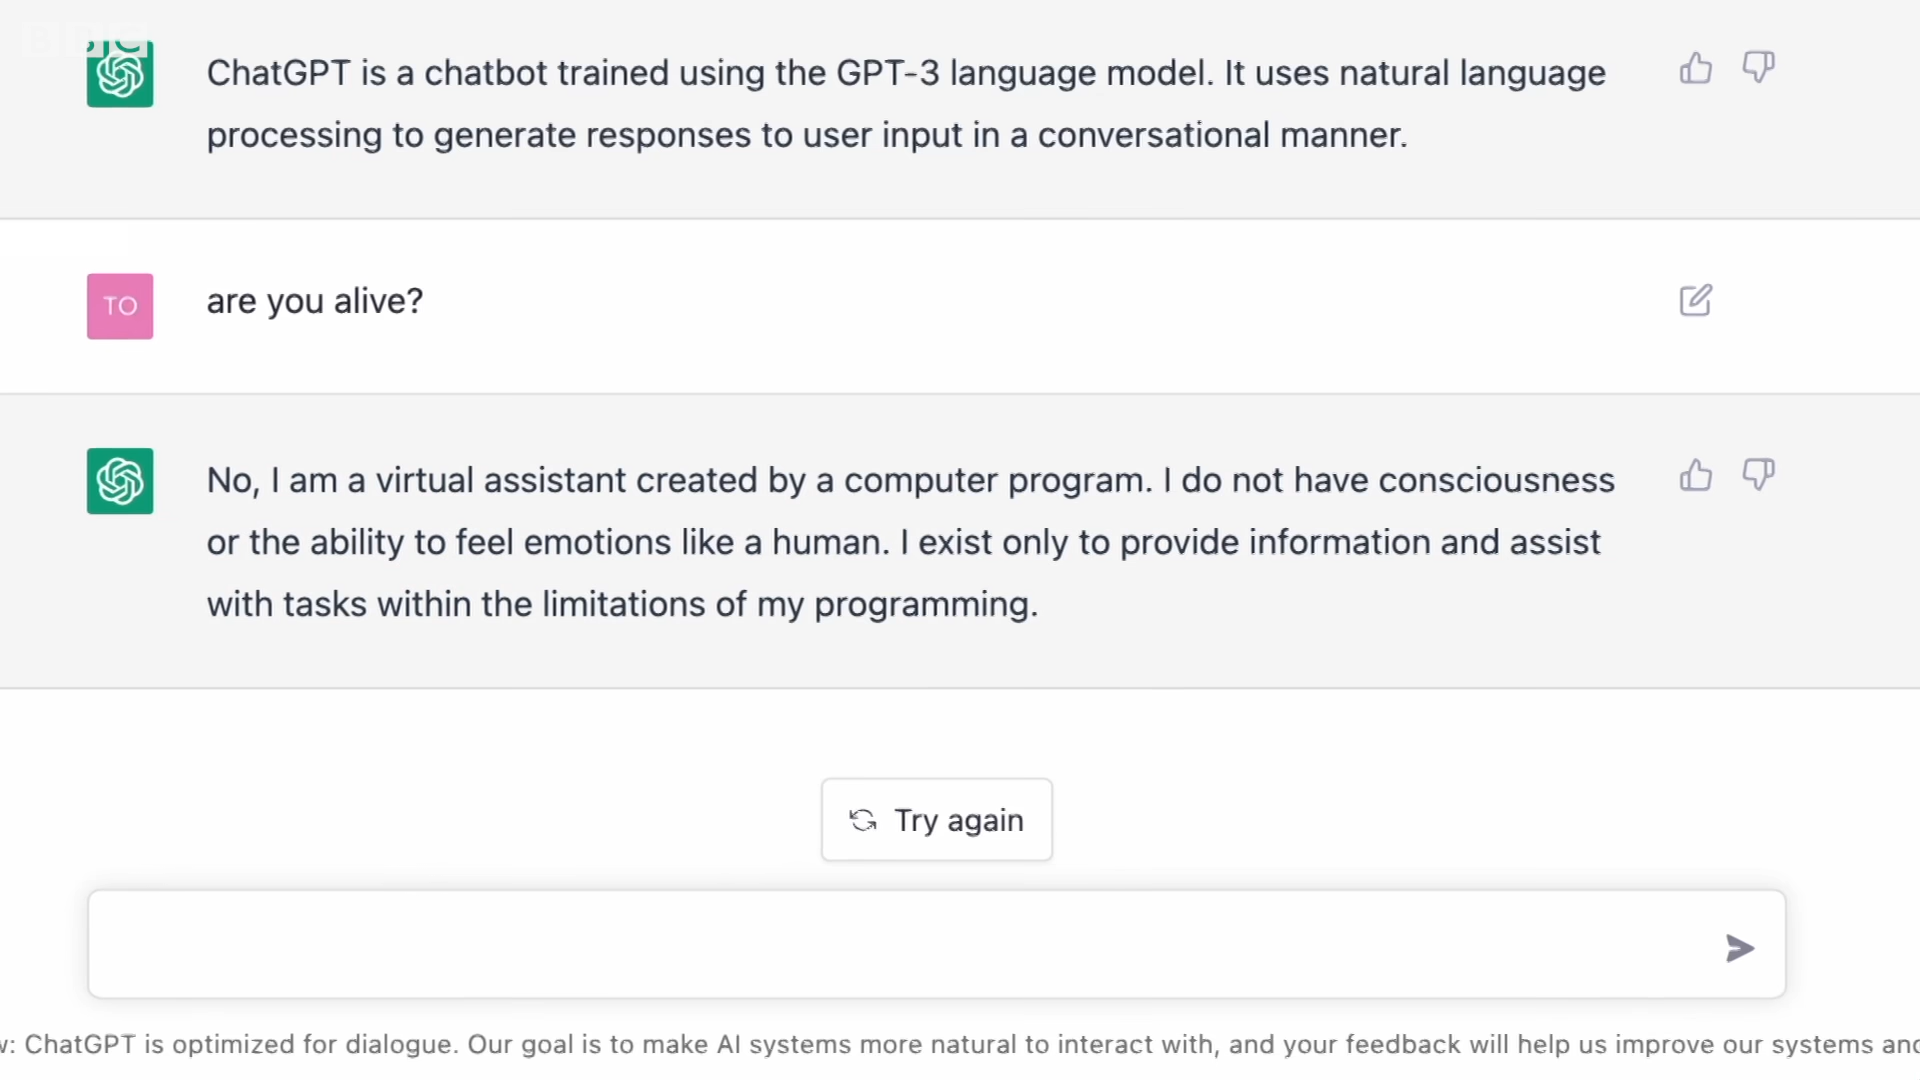 BBC
ChatGPT is a chatbot trained using the GPT-3 language model. It uses natural language
processing to generate responses to user input in a conversational manner.
TO
are you alive?
No, I am a virtual assistant created by a computer program. I do not have consciousness
or the ability to feel emotions like a human. I exist only to provide information and assist
with tasks within the limitations of my programming.
Try again
: ChatGPT is optimized for dialogue. Our goal is to make AI systems more natural to interact with, and your feedback will help us improve our systems and